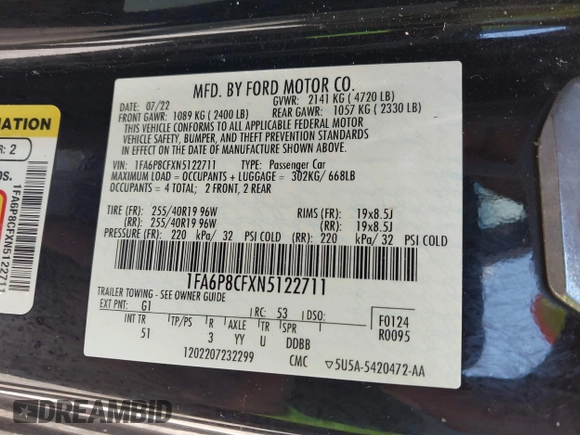 MFD. BY FORD MOTOR CO.
DATE: 07/22 GVWR: 2141 KG ( 4720 LB)
FRONT GAWR: 1089 KG ( 2400 LB) REAR GAWR: 1057 KG ( 2330 LB)
THIS VEHICLE CONFORMS TO ALL APPLICABLE FEDERAL MOTOR
VEHICLE SAFETY, BUMPER, AND THEFT PREVENTION STANDARDS
IN EFFECT ON THE DATE OF MANUFACTURE SHOWN ABOVE.
VIN: 1FA6P8CFXN5122711 TYPE: Passenger Car
MAXIMUM LOAD = OCCUPANTS + LUGGAGE = 302KG/ 668LB
OCCUPANTS = 4 TOTAL; 2 FRONT, 2 REAR
TIRE (FR): 255/40R19 96W RIMS (FR): 19x8.5J
(RR): 255/40R19 96W (RR): 19x8.5J
PRESSURE (FR): 220 kPa/ 32 PSI COLD (RR): 220 kPa/ 32 PSI COLD
1FA6P8CFXN5122711
TRAILER TOWING - SEE OWNER GUIDE
EXT PNT: G1 RC: 53 DSO: F0124
INT TR TP/PS R AXLE TR SPR R0095
51 3 YY U DDBB
1202207232299 CMC ▽5U5A-5420472-AA
MATION
R: 2
os.
1FA6P8CFXN5122711
DREAMBID